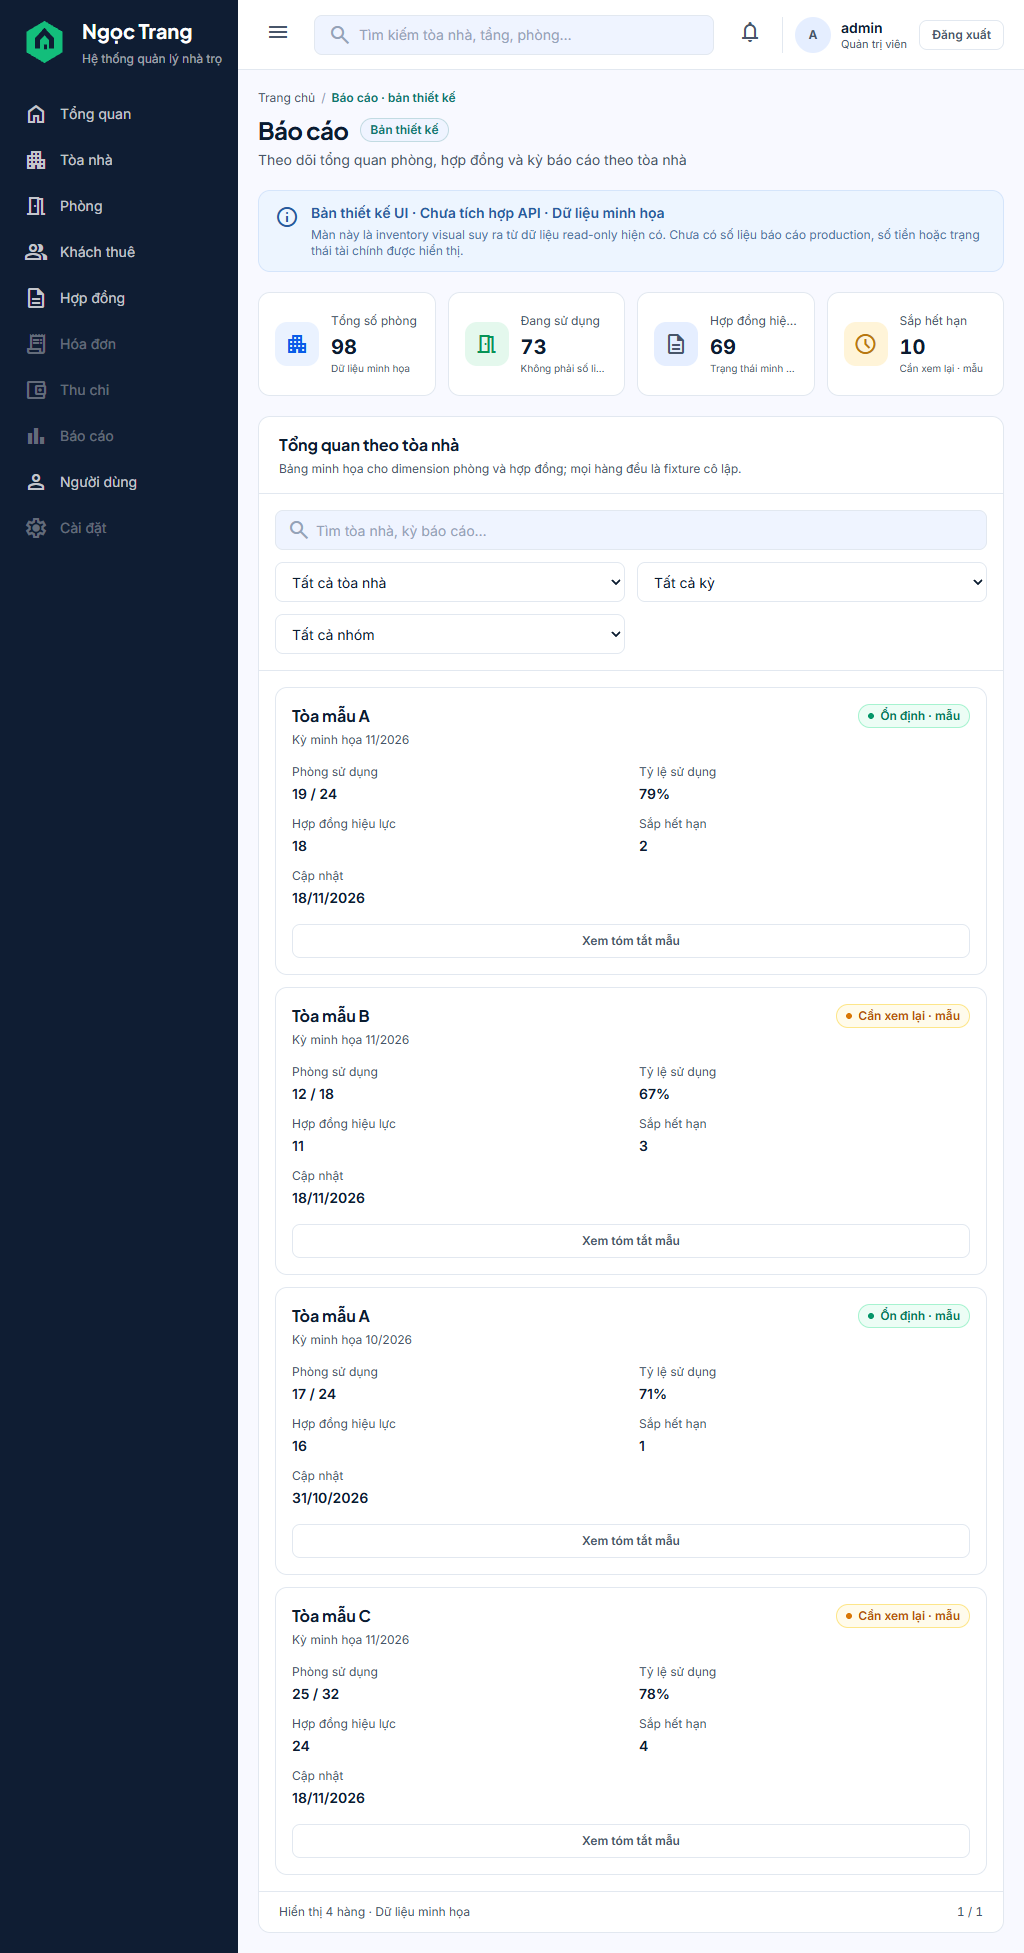 Ngọc Trang
Hệ thống quản lý nhà trọ
Tổng quan
Tòa nhà
Phòng
Khách thuê
Hợp đồng
Hóa đơn
Thu chi
Báo cáo
Người dùng
Cài đặt
Tìm kiếm tòa nhà, tầng, phòng...
A
admin
Quản trị viên
Đăng xuất
Trang chủ / Báo cáo · bản thiết kế
Báo cáo
Bản thiết kế
Theo dõi tổng quan phòng, hợp đồng và kỳ báo cáo theo tòa nhà
Bản thiết kế UI · Chưa tích hợp API · Dữ liệu minh họa
Màn này là inventory visual suy ra từ dữ liệu read-only hiện có. Chưa có số liệu báo cáo production, số tiền hoặc trạng
thái tài chính được hiển thị.
Tổng số phòng
98
Dữ liệu minh họa
Đang sử dụng
73
Không phải số li...
Hợp đồng hiệ...
69
Trạng thái minh ...
Sắp hết hạn
10
Cần xem lại · mẫu
Tổng quan theo tòa nhà
Bảng minh họa cho dimension phòng và hợp đồng; mọi hàng đều là fixture cô lập.
Tìm tòa nhà, kỳ báo cáo...
Tất cả tòa nhà
Tất cả kỳ
Tất cả nhóm
Tòa mẫu A
Ổn định · mẫu
Kỳ minh họa 11/2026
Phòng sử dụng
Tỷ lệ sử dụng
19 / 24
79%
Hợp đồng hiệu lực
Sắp hết hạn
18
2
Cập nhật
18/11/2026
Xem tóm tắt mẫu
Tòa mẫu B
Cần xem lại · mẫu
Kỳ minh họa 11/2026
Phòng sử dụng
Tỷ lệ sử dụng
12 / 18
67%
Hợp đồng hiệu lực
Sắp hết hạn
11
3
Cập nhật
18/11/2026
Xem tóm tắt mẫu
Tòa mẫu A
Ổn định · mẫu
Kỳ minh họa 10/2026
Phòng sử dụng
Tỷ lệ sử dụng
17 / 24
71%
Hợp đồng hiệu lực
Sắp hết hạn
16
1
Cập nhật
31/10/2026
Xem tóm tắt mẫu
Tòa mẫu C
Cần xem lại · mẫu
Kỳ minh họa 11/2026
Phòng sử dụng
Tỷ lệ sử dụng
25 / 32
78%
Hợp đồng hiệu lực
Sắp hết hạn
24
4
Cập nhật
18/11/2026
Xem tóm tắt mẫu
Hiển thị 4 hàng · Dữ liệu minh họa
1 / 1